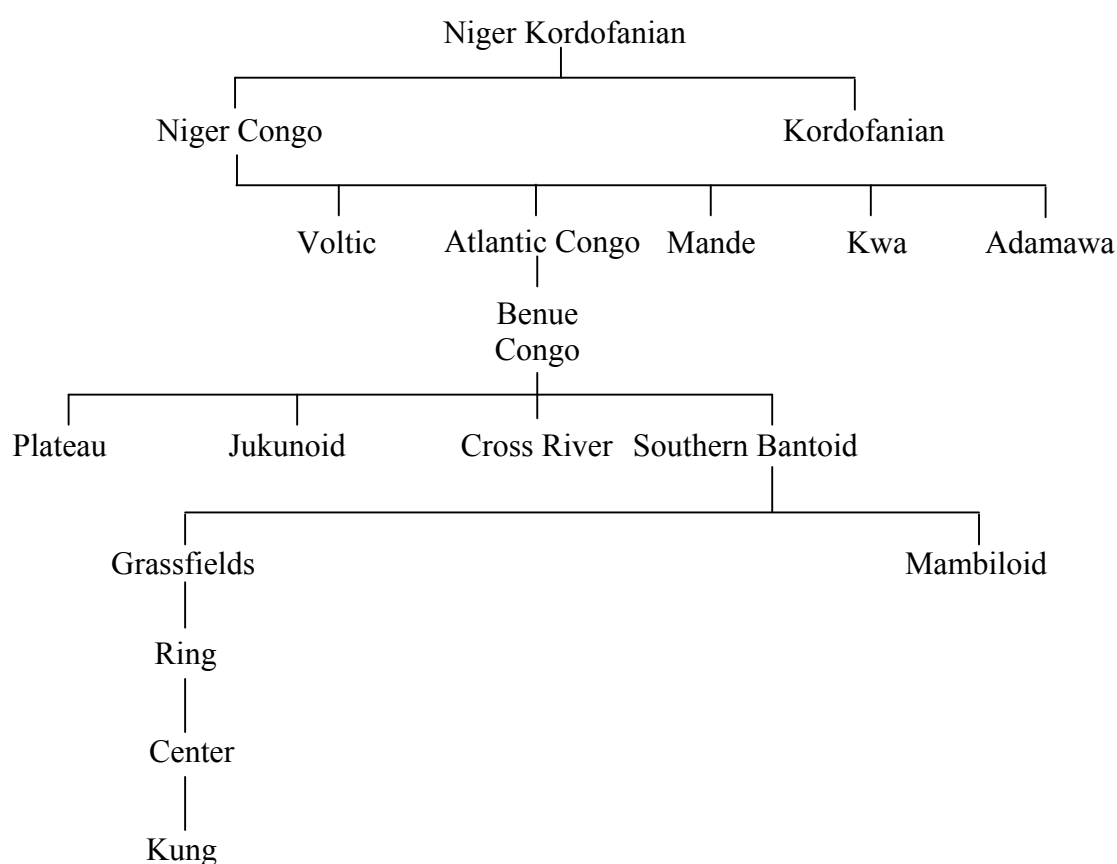 Niger Kordofanian
Niger Congo Kordofanian
Voltic Atlantic Congo Mande Kwa Adamawa
Benue
Congo
Plateau Jukunoid Cross River Southern Bantoid
Grassfields Mambiloid
Ring
Center
Kung